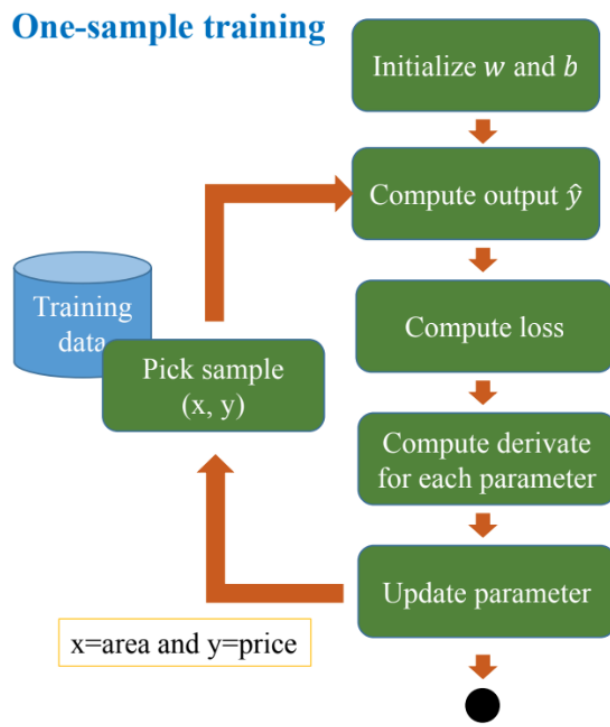 One-sample training
Initialize w and b
Compute output ŷ
Training
data
Pick sample
(x, y)
Compute loss
Compute derivate
for each parameter
Update parameter
x=area and y=price